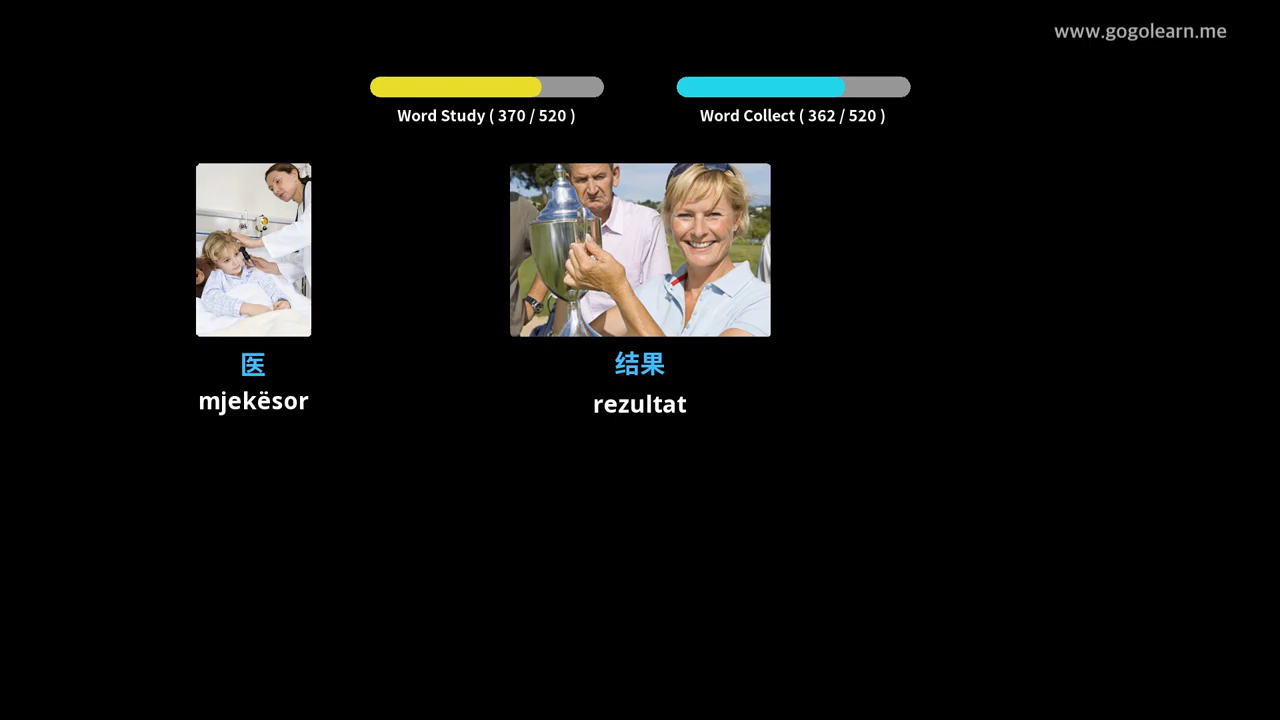 www.gogolearn.me
Word Study ( 370 / 520 )
Word Collect ( 362 / 520 )
医
mjekësor
结果
rezultat